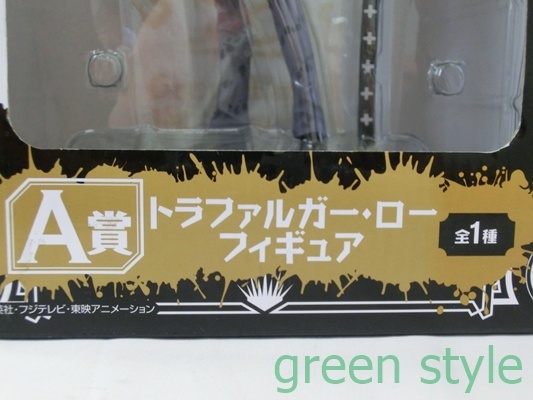 A賞
トラファルガー・ロー
フィギュア
全1種
社・フジテレビ・東映アニメーション
green style